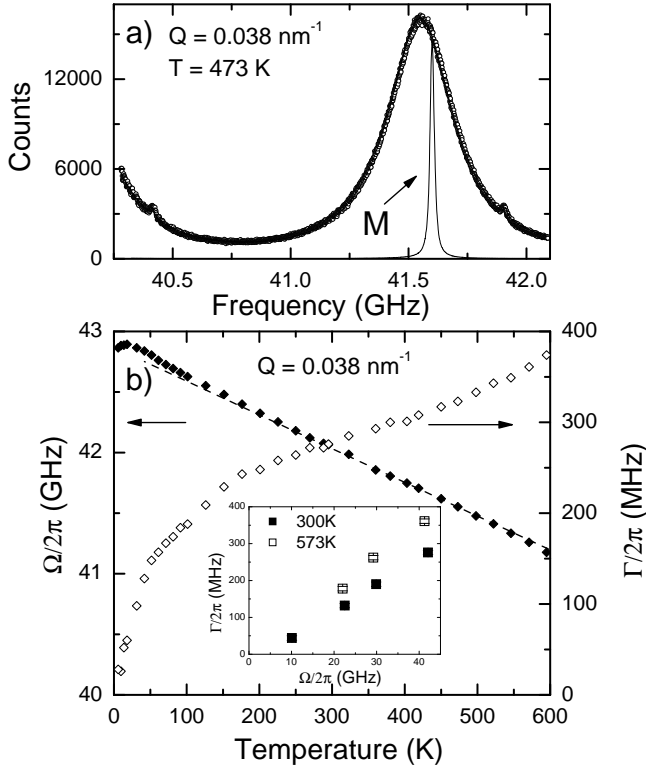 a)
Q = 0.038 nm⁻¹
T = 473 K
M
Counts
12000
6000
0
40.5 41.0 41.5 42.0
Frequency (GHz)
b)
Q = 0.038 nm⁻¹
Ω/2π (GHz)
43
42
41
40
Γ/2π (MHz)
400
300
200
100
0
300K
573K
Γ/2π (MHz)
400
300
200
100
0
0 10 20 30 40
Ω/2π (GHz)
0 100 200 300 400 500 600
Temperature (K)